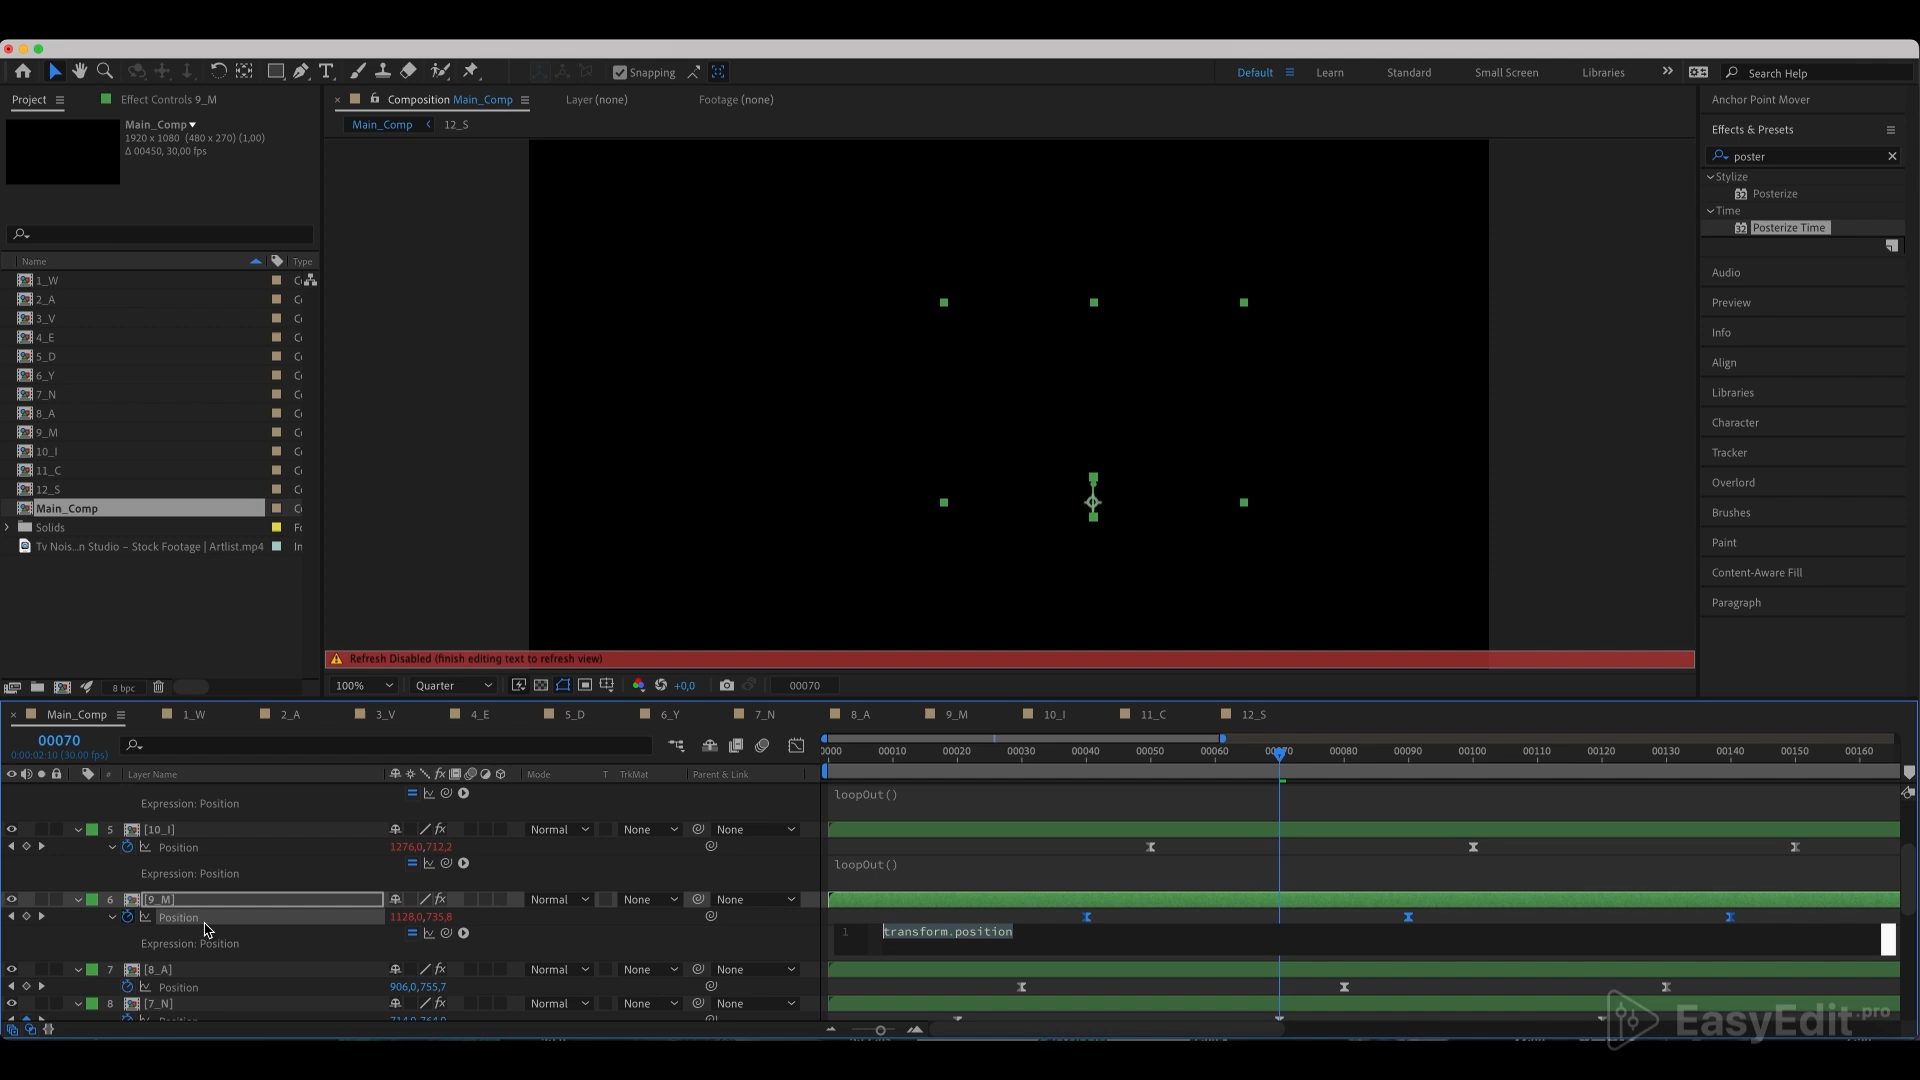 Snapping
Default
Learn
Standard
Small Screen
Libraries
Search Help
Project
Effect Controls 9_M
Composition Main_Comp
Layer (none)
Footage (none)
Anchor Point Mover
Main_Comp
1920 x 1080 (480 x 270) (1,00)
Δ 00450, 30,00 fps
Main_Comp
12_S
Effects & Presets
poster
Stylize
Posterize
Time
Posterize Time
Name
Type
1_W
2_A
3_V
4_E
5_D
6_Y
7_N
8_A
9_M
10_I
11_C
12_S
Main_Comp
Solids
Tv Nois...n Studio – Stock Footage | Artlist.mp4
In
Audio
Preview
Info
Align
Libraries
Character
Tracker
Overlord
Brushes
Paint
Content-Aware Fill
Paragraph
Refresh Disabled (finish editing text to refresh view)
8 bpc
100%
Quarter
+0,0
00070
Main_Comp
1_W
2_A
3_V
4_E
5_D
6_Y
7_N
8_A
9_M
10_I
11_C
12_S
00070
0:00:02:10 (30.00 fps)
0000 00010 00020 00030 00040 00050 00060 00070 00080 00090 00100 00110 00120 00130 00140 00150 00160
# Layer Name
Mode
T TrkMat
Parent & Link
Expression: Position
loopOut()
5 [10_I] Normal None None
Position 1276,0,712,2
Expression: Position
loopOut()
6 [9_M] Normal None None
Position 1128,0,735,8
Expression: Position
1 transform.position
7 [8_A] Normal None None
Position 906,0,755,7
8 [7_N] Normal None None
EasyEdit.pro